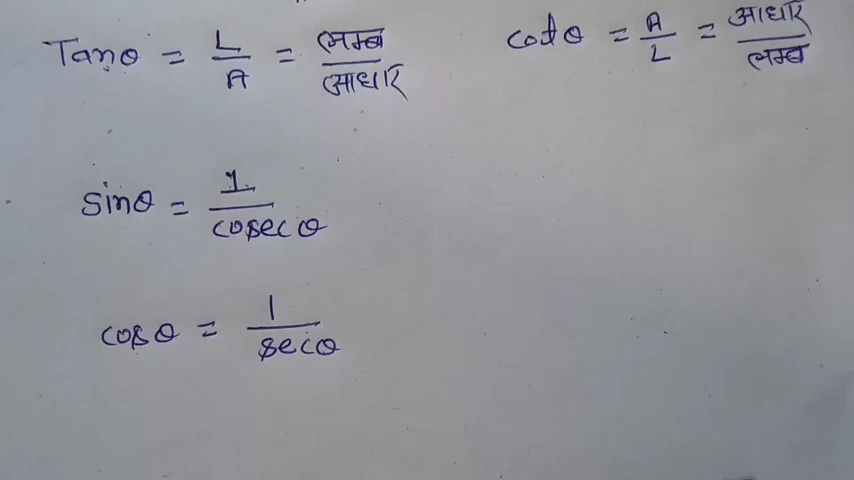 Tanθ = L/A = लम्ब/आधार
cotθ = A/L = आधार/लम्ब
sinθ = 1/cosecθ
cosθ = 1/secθ